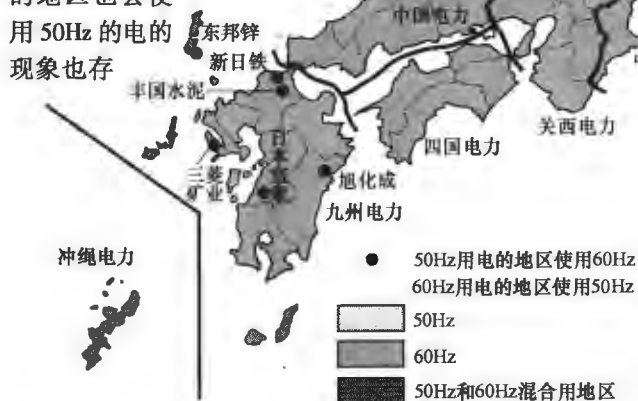 的地区也会使
用 50Hz 的电的
现象也存
东邦锌
新日铁
丰国水泥
中国电力
关西电力
四国电力
三菱
矿业
日本
旭化成
九州电力
冲绳电力
50Hz用电的地区使用60Hz
60Hz用电的地区使用50Hz
50Hz
60Hz
50Hz和60Hz混合用地区